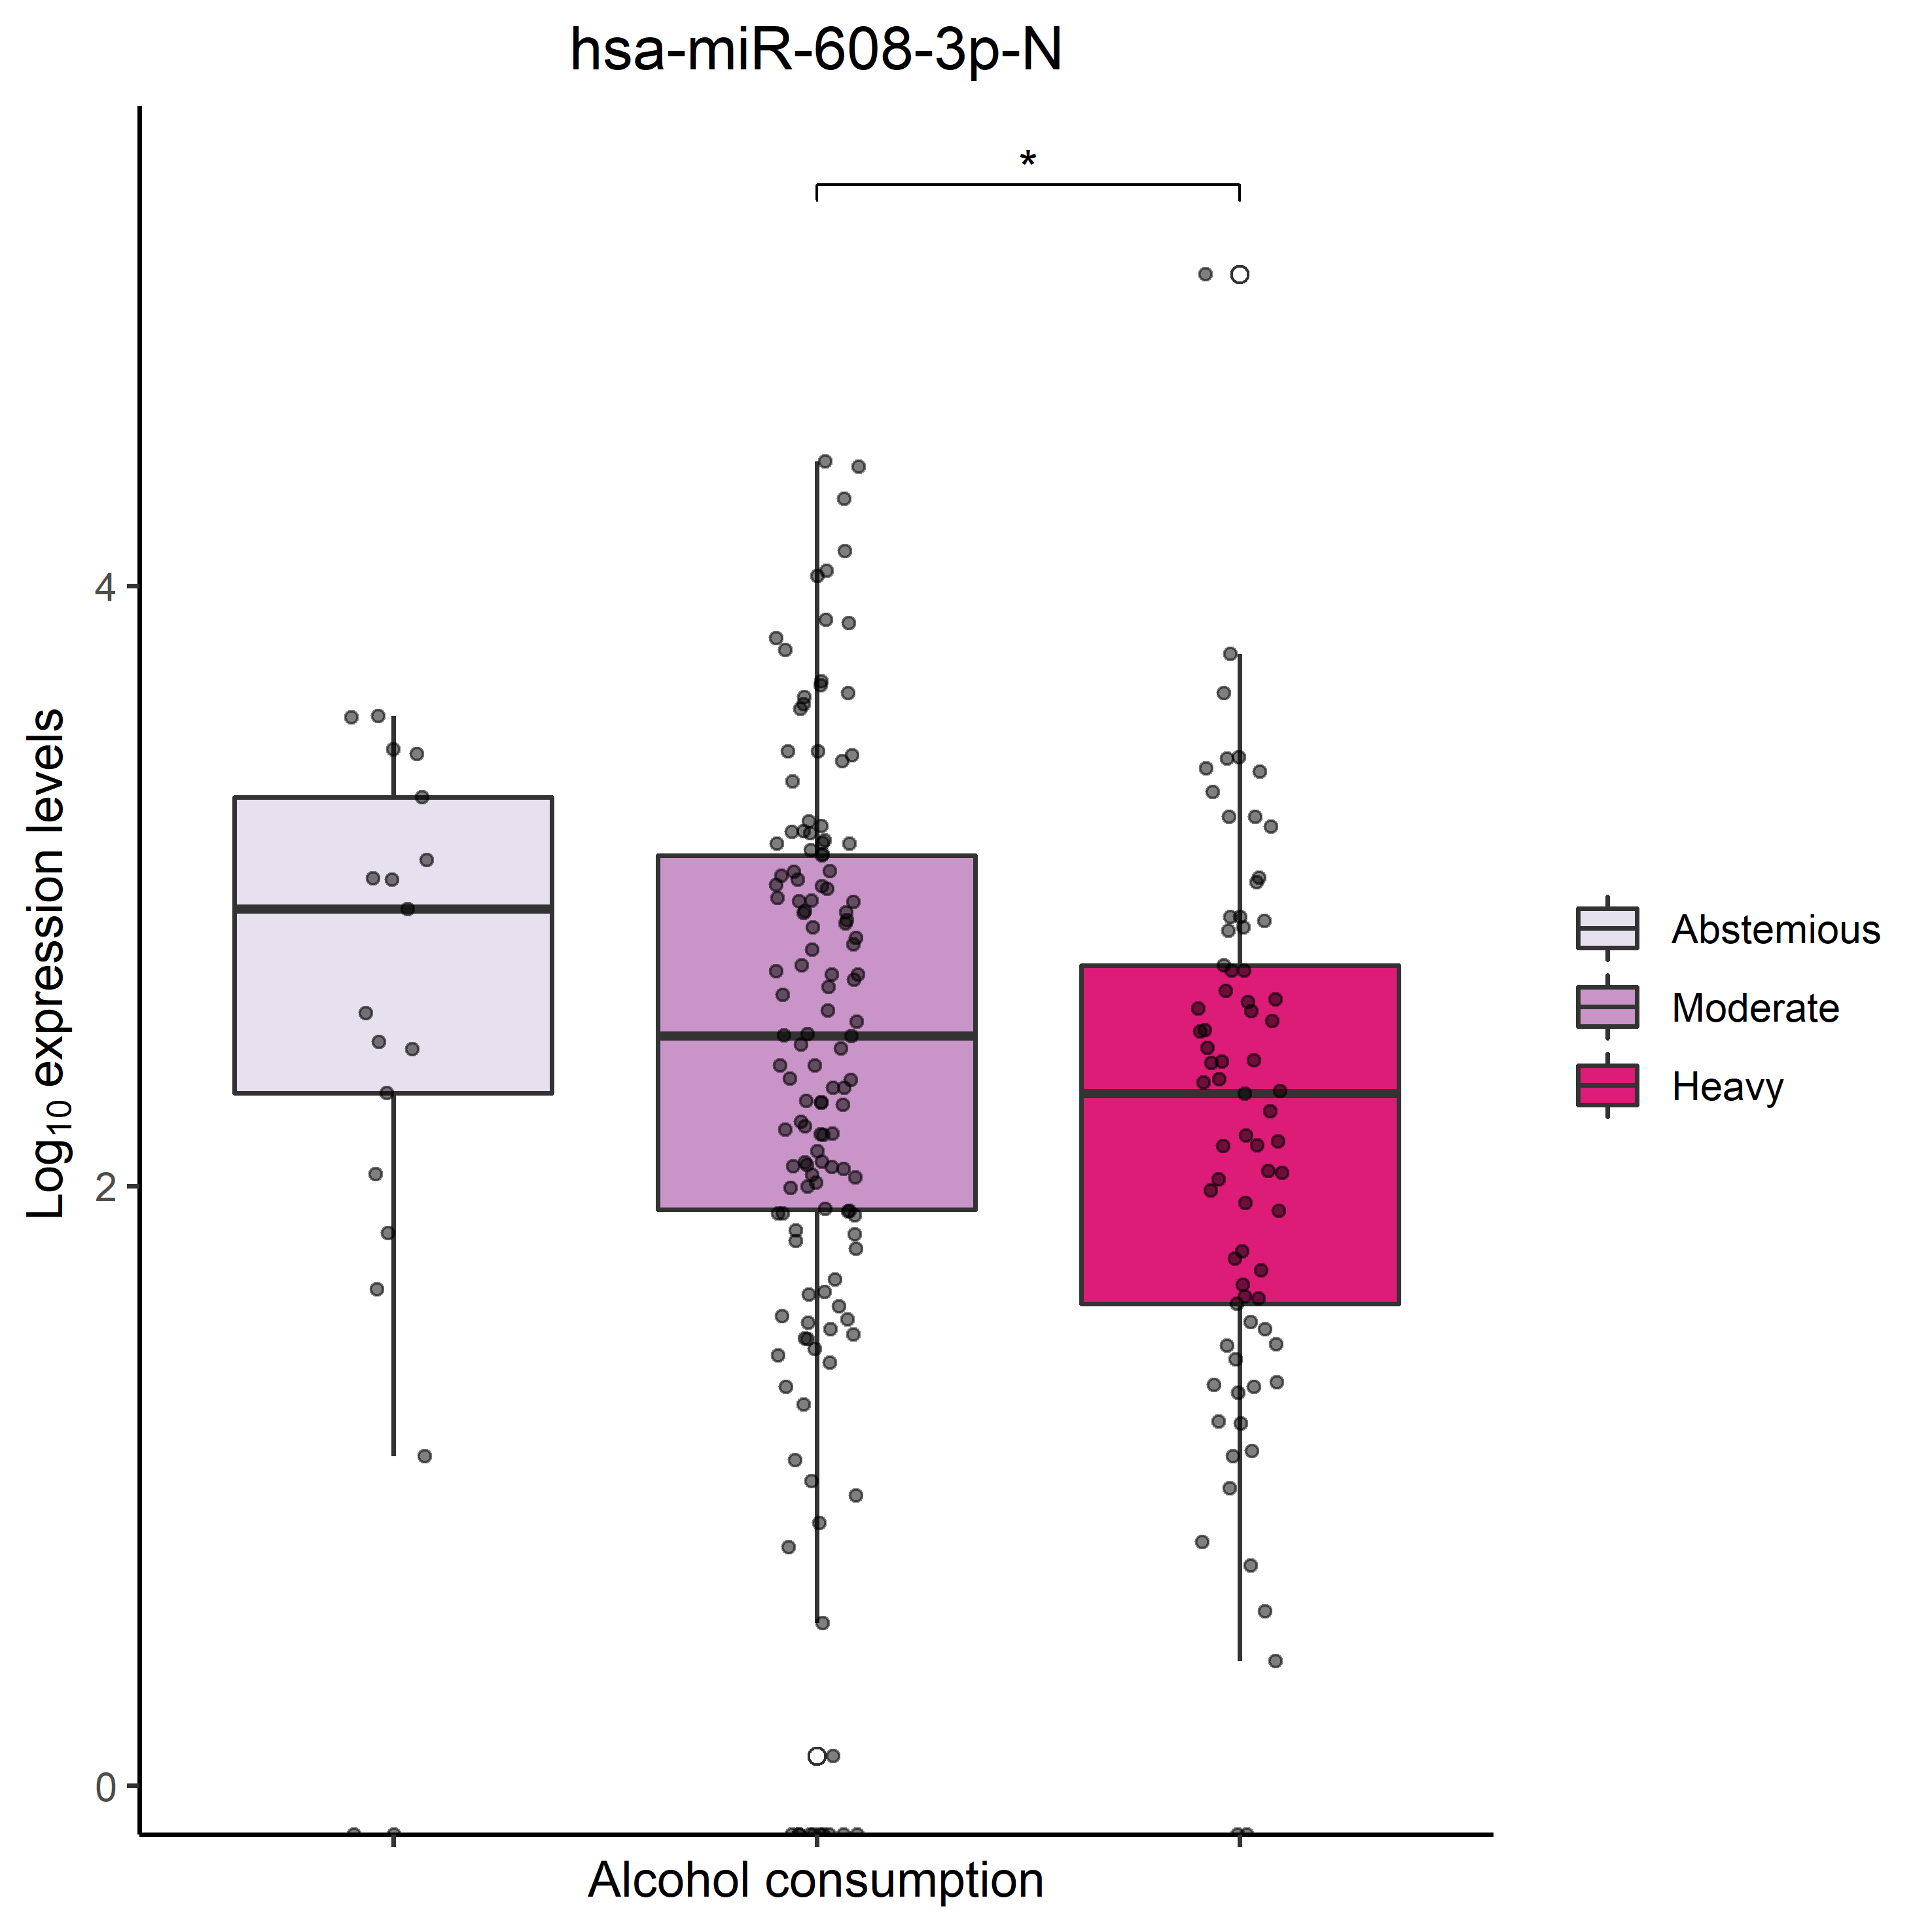 hsa-miR-608-3p-N
*
Log₁₀ expression levels
4
2
0
Alcohol consumption
Abstemious
Moderate
Heavy